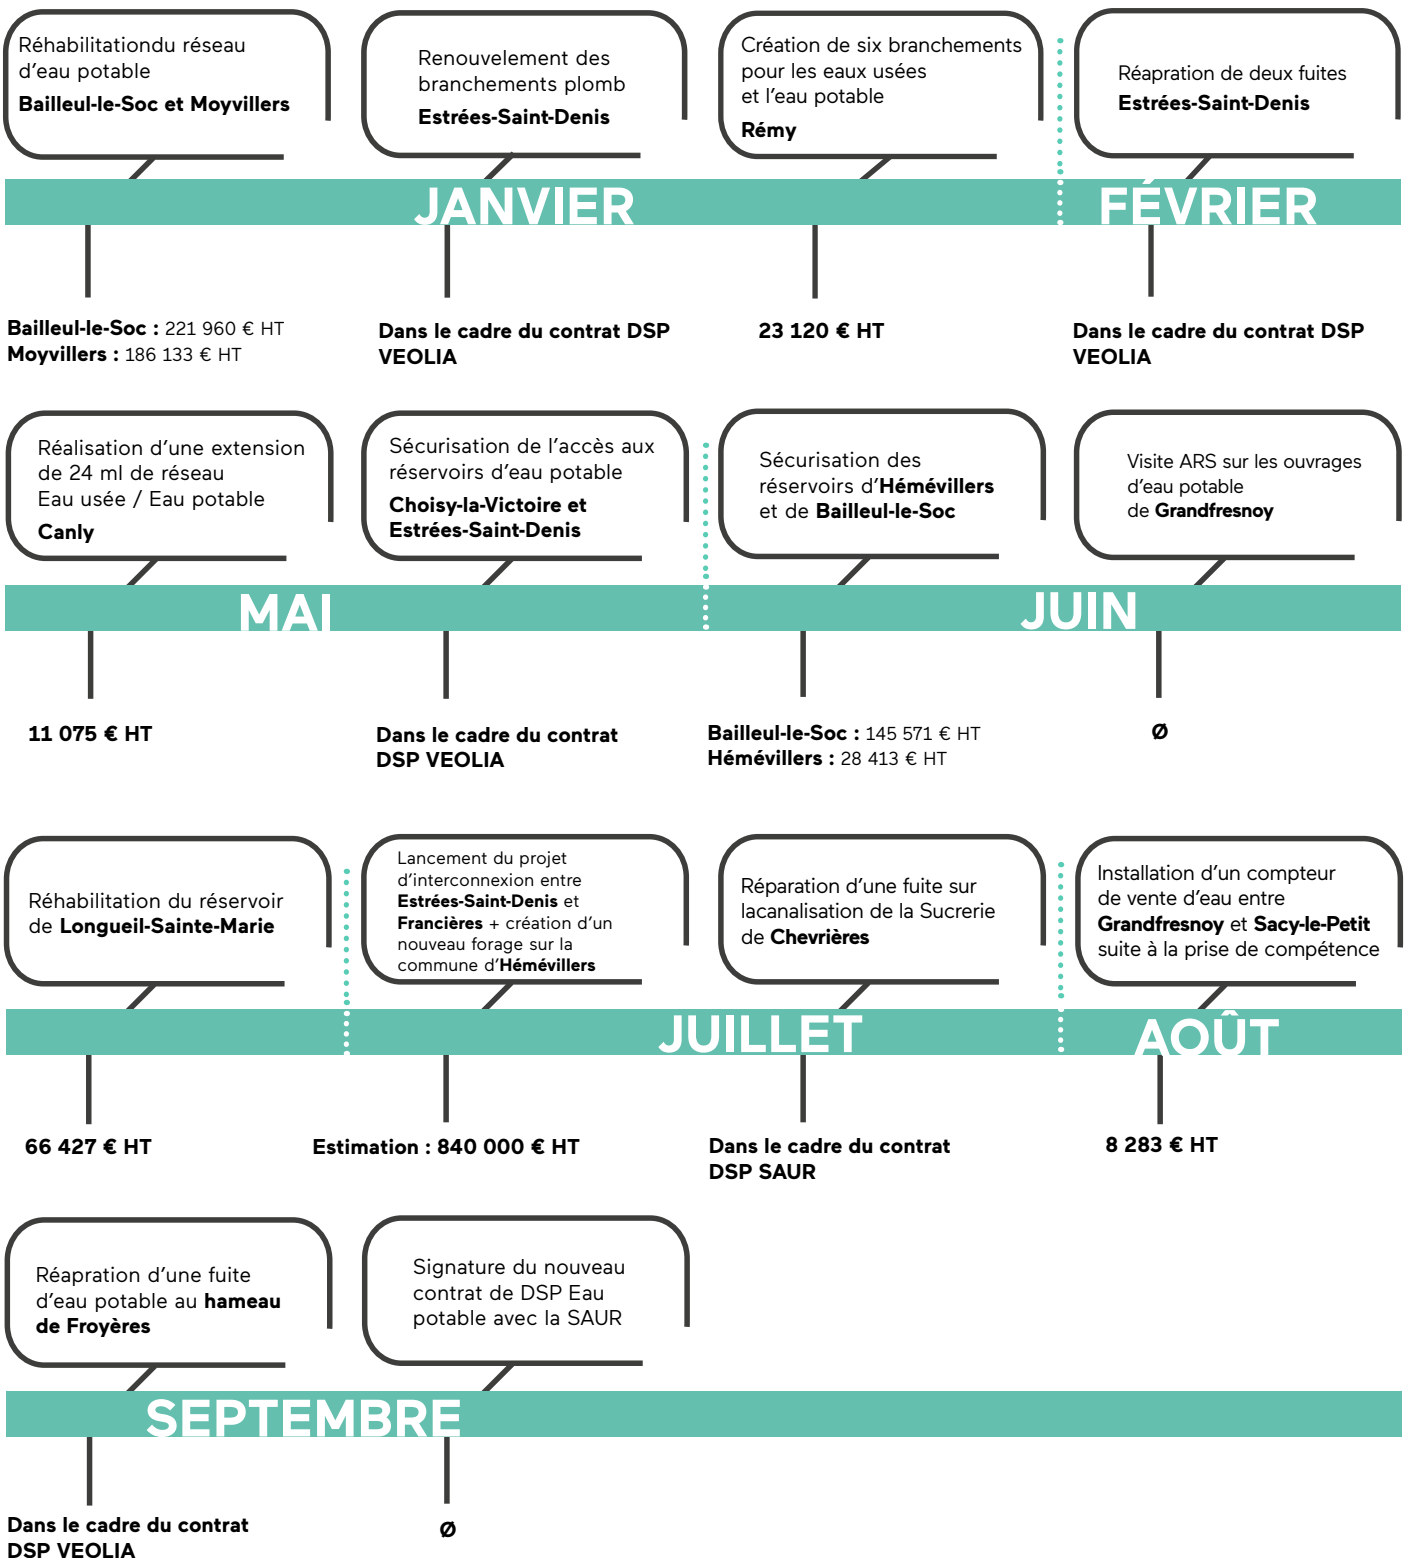 Réhabilitationdu réseau
d'eau potable
Bailleul-le-Soc et Moyvillers
Renouvelement des
branchements plomb
Estrées-Saint-Denis
Création de six branchements
pour les eaux usées
et l'eau potable
Rémy
Réapration de deux fuites
Estrées-Saint-Denis
JANVIER
FÉVRIER
Bailleul-le-Soc : 221 960 € HT
Moyvillers : 186 133 € HT
Dans le cadre du contrat DSP
VEOLIA
23 120 € HT
Dans le cadre du contrat DSP
VEOLIA
Réalisation d'une extension
de 24 ml de réseau
Eau usée / Eau potable
Canly
Sécurisation de l'accès aux
réservoirs d'eau potable
Choisy-la-Victoire et
Estrées-Saint-Denis
Sécurisation des
réservoirs d'Hémévillers
et de Bailleul-le-Soc
Visite ARS sur les ouvrages
d'eau potable
de Grandfresnoy
MAI
JUIN
11 075 € HT
Dans le cadre du contrat
DSP VEOLIA
Bailleul-le-Soc : 145 571 € HT
Hémévillers : 28 413 € HT
Ø
Réhabilitation du réservoir
de Longueil-Sainte-Marie
Lancement du projet
d'interconnexion entre
Estrées-Saint-Denis et
Francières + création d'un
nouveau forage sur la
commune d'Hémévillers
Réparation d'une fuite sur
lacanalisation de la Sucrerie
de Chevrières
Installation d'un compteur
de vente d'eau entre
Grandfresnoy et Sacy-le-Petit
suite à la prise de compétence
JUILLET
AOÛT
66 427 € HT
Estimation : 840 000 € HT
Dans le cadre du contrat
DSP SAUR
8 283 € HT
Réapration d'une fuite
d'eau potable au hameau
de Froyères
Signature du nouveau
contrat de DSP Eau
potable avec la SAUR
SEPTEMBRE
Dans le cadre du contrat
DSP VEOLIA
Ø